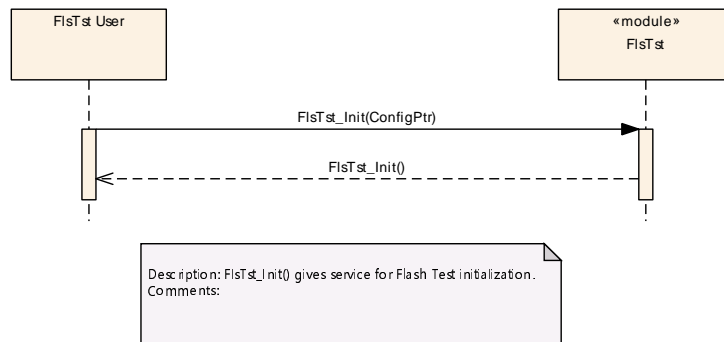 FlsTst User
«module»
FlsTst
FlsTst_Init(ConfigPtr)
FlsTst_Init()
Description: FlsTst_Init() gives service for Flash Test initialization.
Comments: